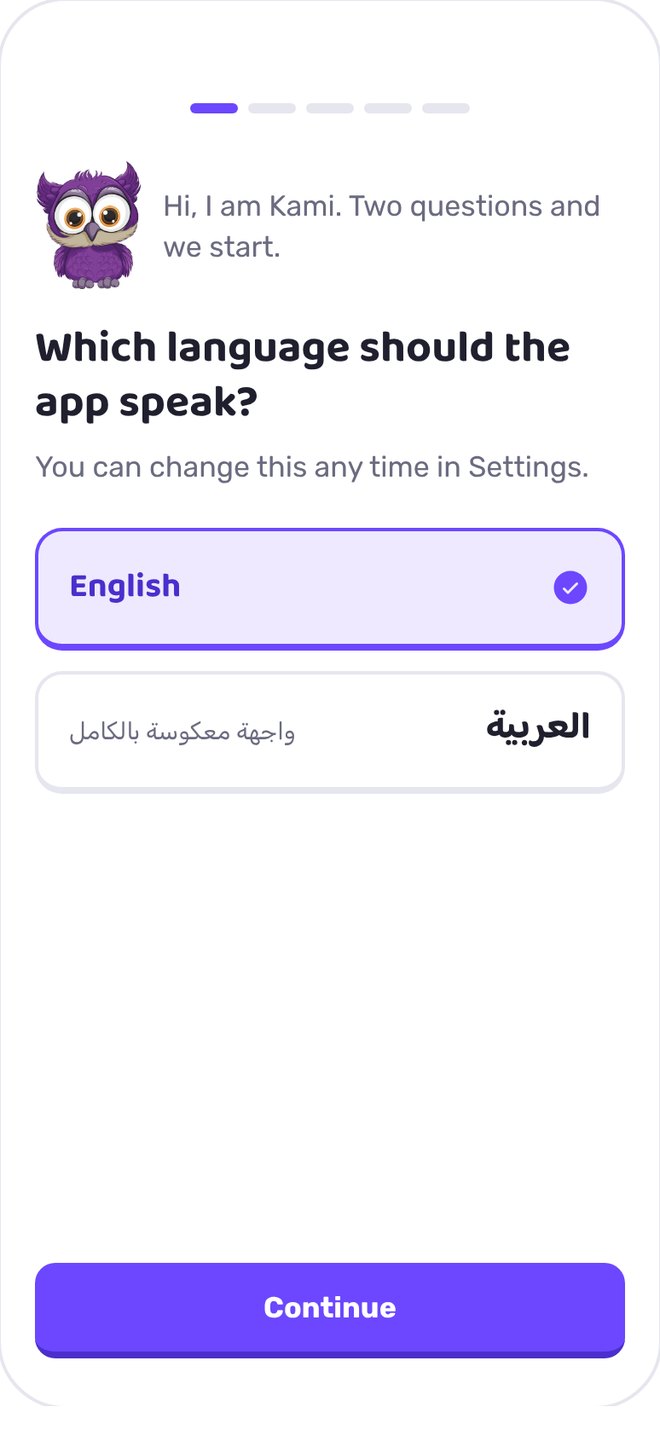 Hi, I am Kami. Two questions and
we start.
Which language should the
app speak?
You can change this any time in Settings.
English
العربية
واجهة معكوسة بالكامل
Continue